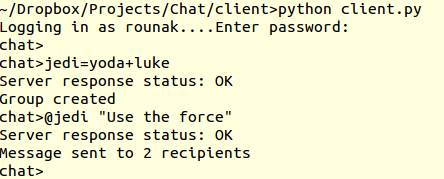 ~/Dropbox/Projects/Chat/client>python client.py
Logging in as rounak....Enter password:
chat>
chat>jedi=yoda+luke
Server response status: OK
Group created
chat>@jedi "Use the force"
Server response status: OK
Message sent to 2 recipients
chat>